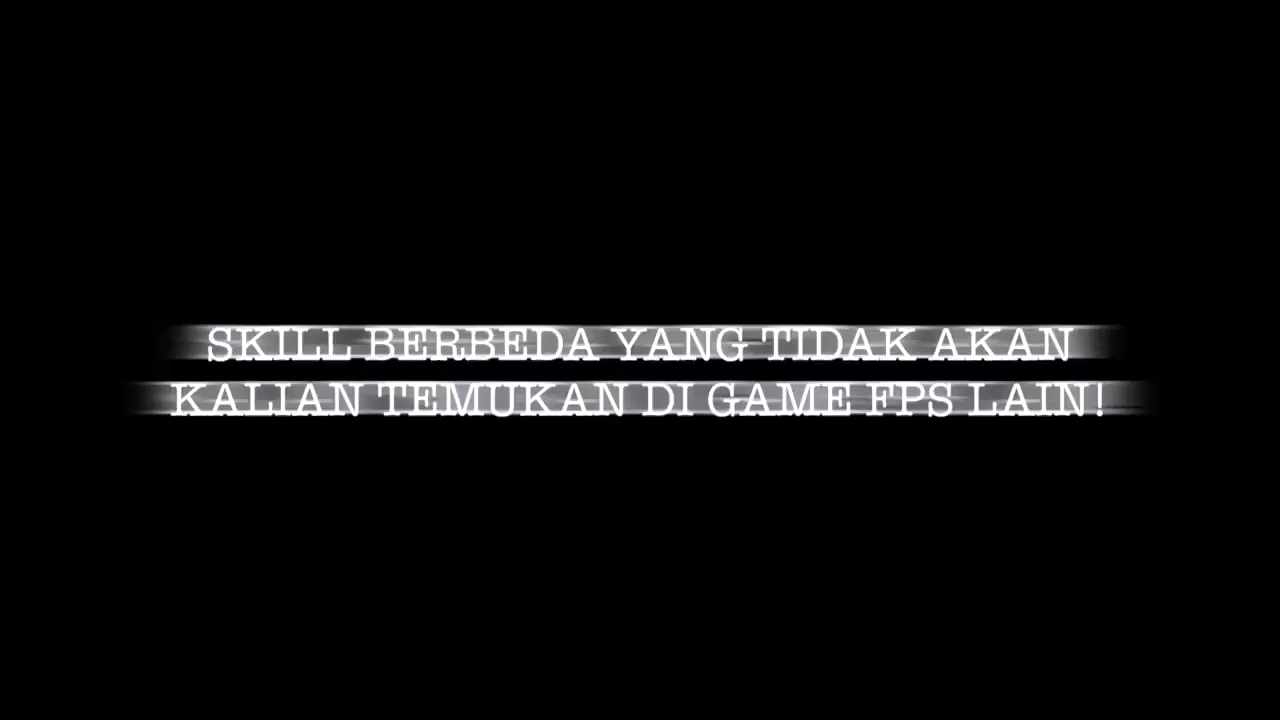 SKILL BERBEDA YANG TIDAK AKAN
KALIAN TEMUKAN DI GAME FPS LAIN!